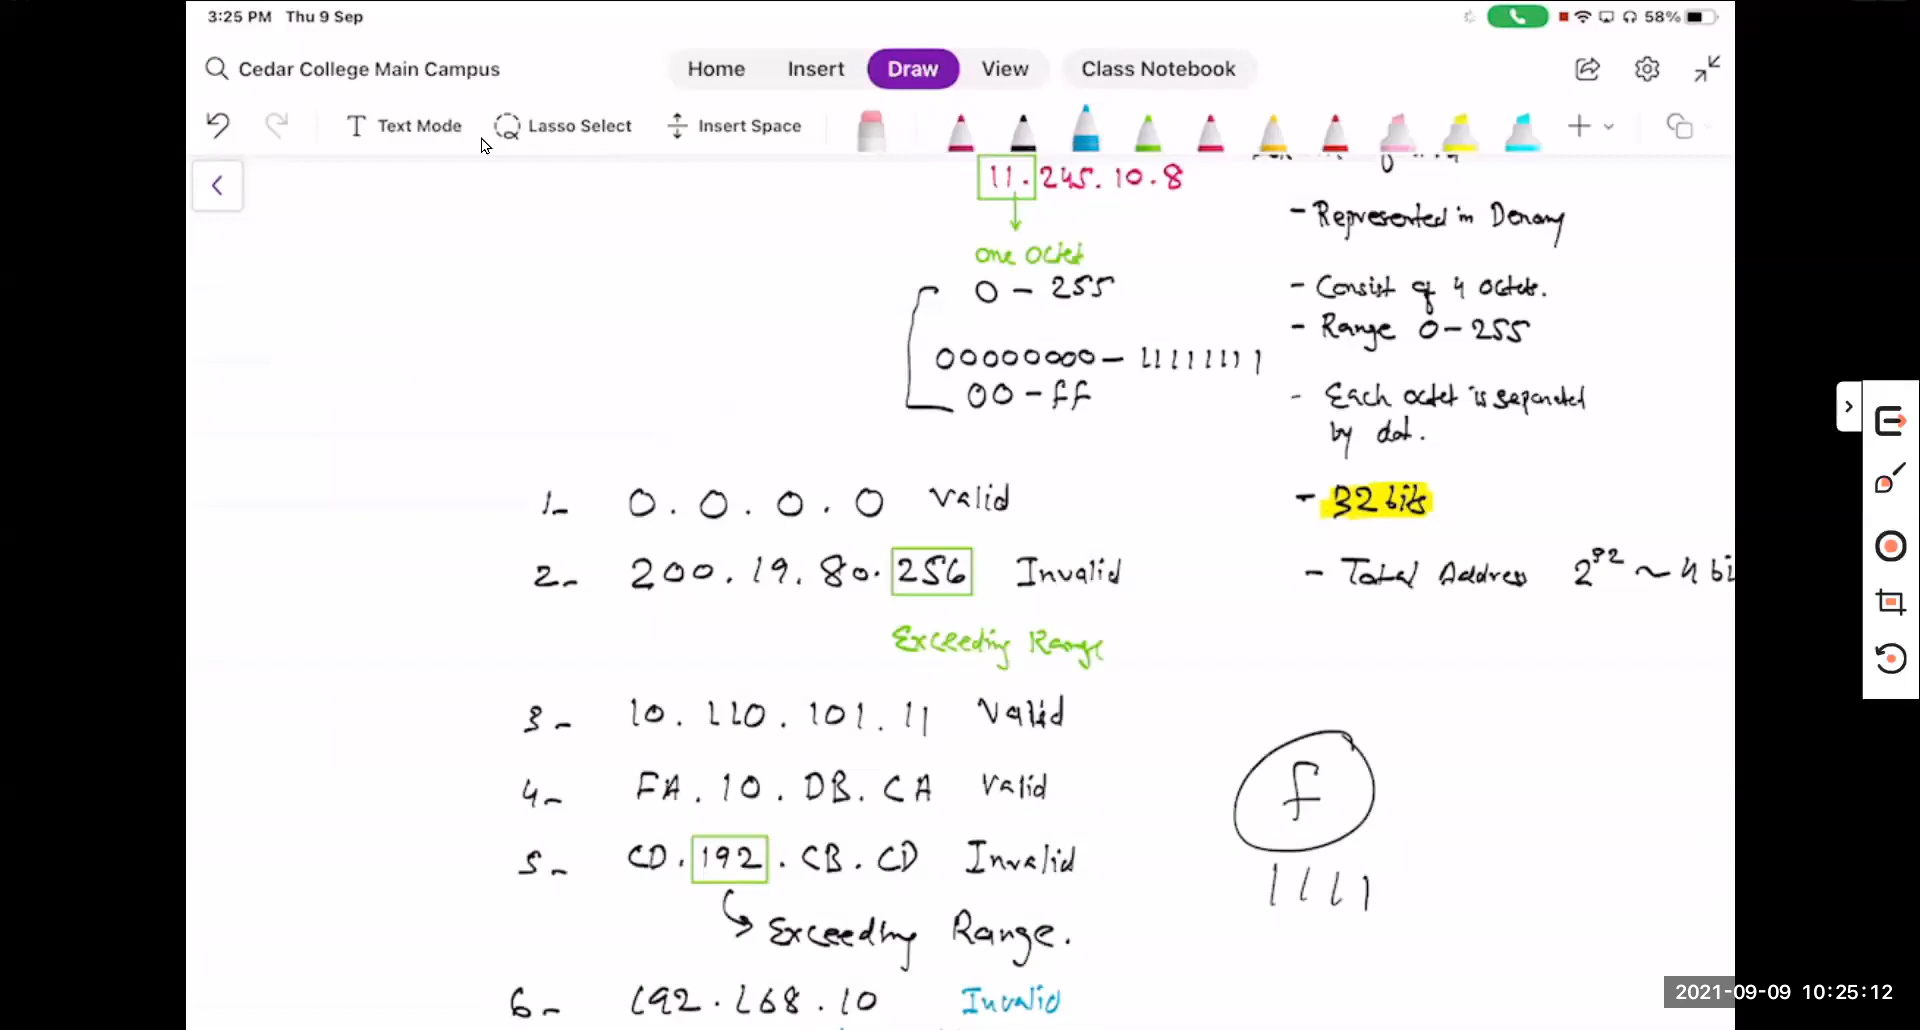 3:25 PM Thu 9 Sep
58%
Cedar College Main Campus
Home Insert Draw View Class Notebook
Text Mode Lasso Select Insert Space
11.245.10.8
one octet
0 - 255
00000000 - 11111111
00 - ff
- Represented in Denary
- Consist of 4 octets.
- Range 0-255
- Each octet is separated
by dot.
- 32 bits
- Total Address 2^32 ~ 4 bi
1- 0.0.0.0 Valid
2- 200.19.80.256 Invalid
Exceeding Range
3- 10.110.101.11 Valid
4- FA.10.DB.CA Valid
5- CD.192.CB.CD Invalid
Exceeding Range.
6- 192.168.10 Invalid
f
1111
2021-09-09 10:25:12